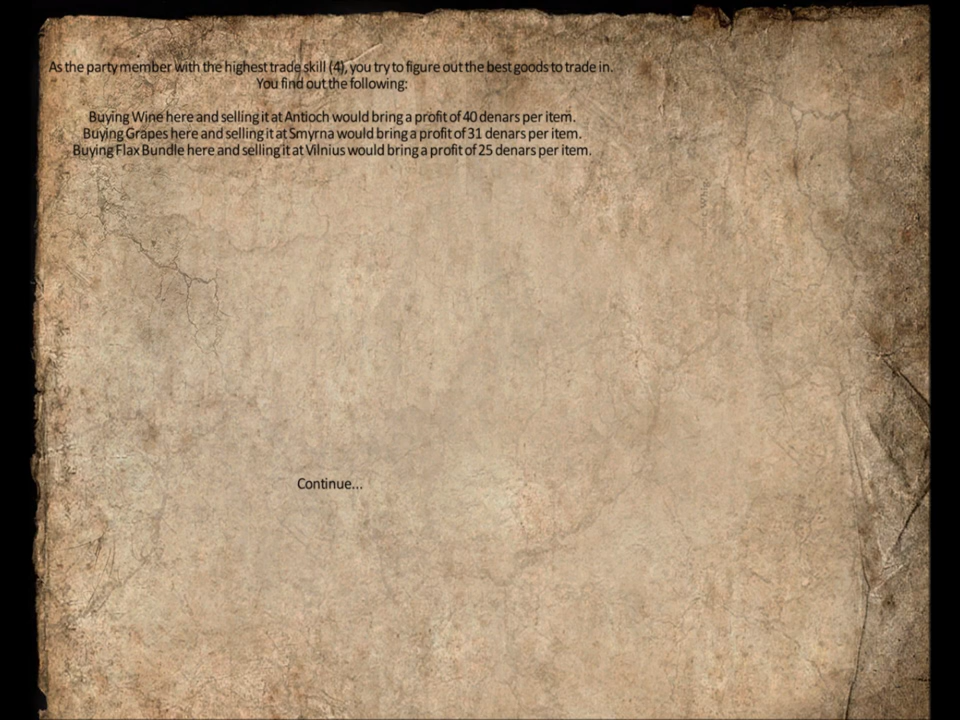 As the party member with the highest trade skill (4), you try to figure out the best goods to trade in.
You find out the following:
Buying Wine here and selling it at Antioch would bring a profit of 40 denars per item.
Buying Grapes here and selling it at Smyrna would bring a profit of 31 denars per item.
Buying Flax Bundle here and selling it at Vilnius would bring a profit of 25 denars per item.
Continue...